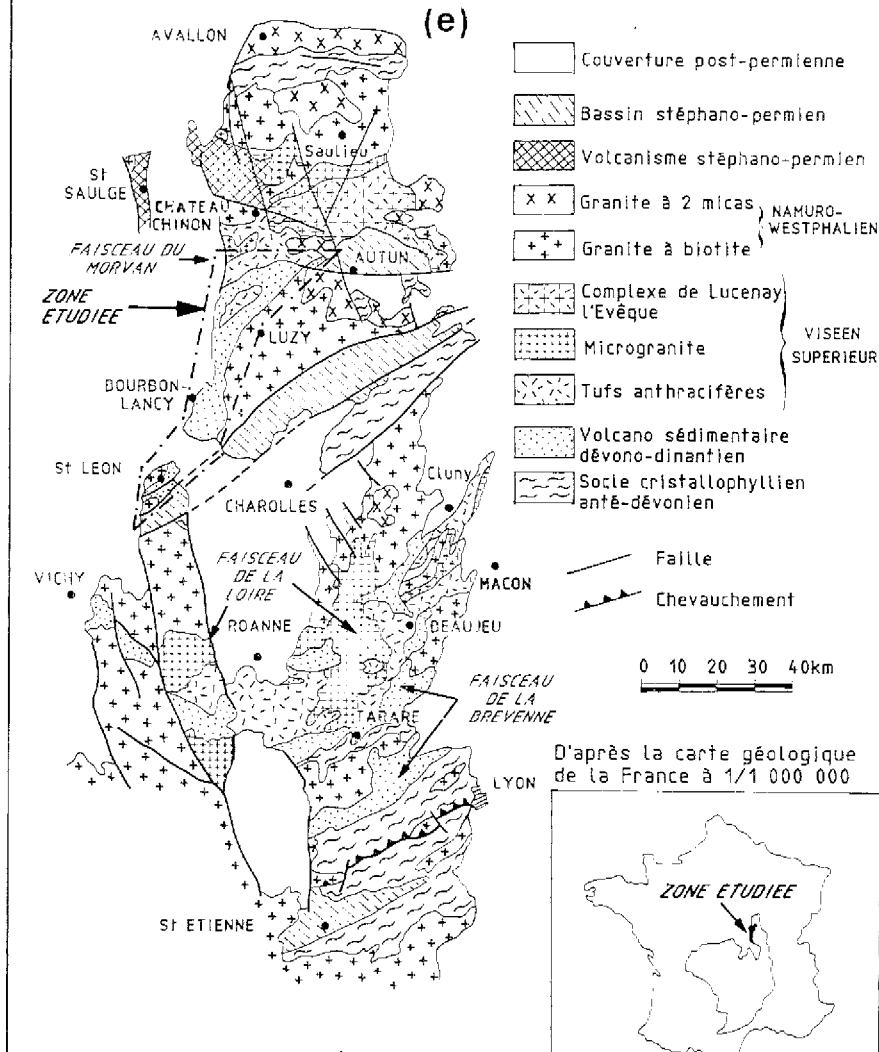 (e)
AVALLON
Saulieu
St
SAULGE
CHATEAU
CHINON
FAISCEAU DU
MORVAN
AUTUN
ZONE
ETUDIEE
LUZY
BOURBON-
LANCY
St LEON
CHAROLLES
Cluny
VICHY
FAISCEAU
DE LA
LOIRE
MACON
ROANNE
BEAUJEU
FAISCEAU
DE LA
BREVENNE
TARARE
LYON
St ETIENNE
Couverture post-permienne
Bassin stéphano-permien
Volcanisme stéphano-permien
Granite à 2 micas
Granite à biotite
NAMURO-
WESTPHALIEN
Complexe de Lucenay
l'Evêque
Microgranite
Tufs anthracifères
VISEEN
SUPERIEUR
Volcano sédimentaire
dévono-dinantien
Socle cristallophyllien
anté-dévonien
Faille
Chevauchement
0 10 20 30 40km
D'après la carte géologique
de la France à 1/1 000 000
ZONE ETUDIEE